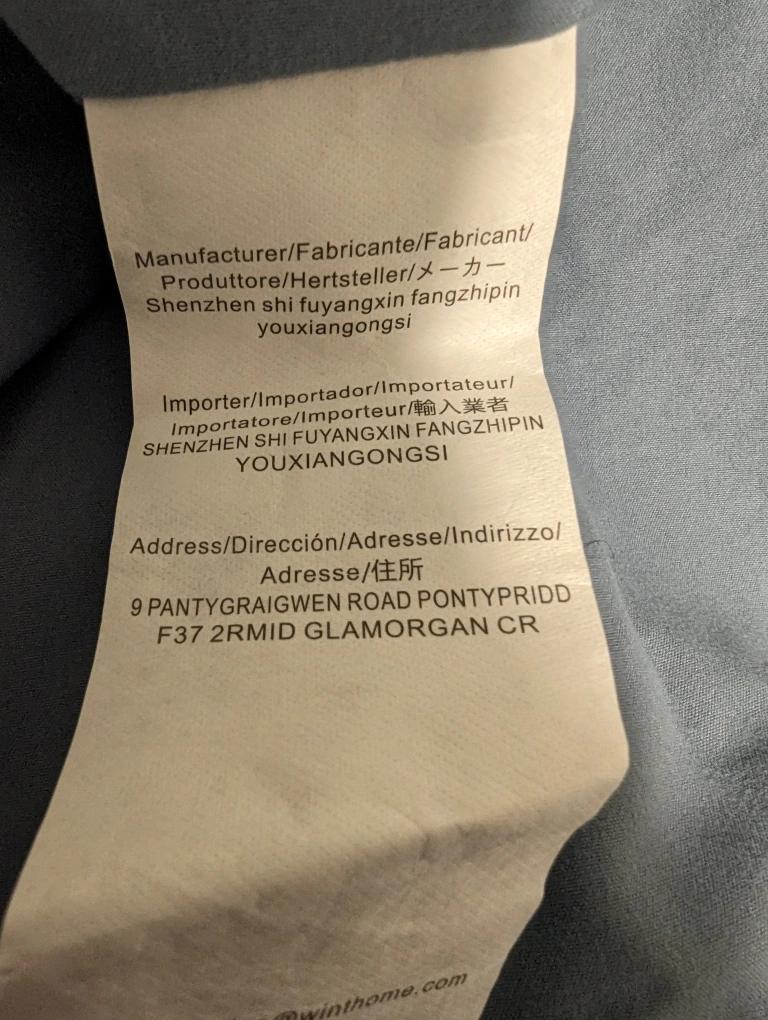 Manufacturer/Fabricante/Fabricant/
Produttore/Hertsteller/メーカー
Shenzhen shi fuyangxin fangzhipin
youxiangongsi
Importer/Importador/Importateur/
Importatore/Importeur/輸入業者
SHENZHEN SHI FUYANGXIN FANGZHIPIN
YOUXIANGONGSI
Address/Dirección/Adresse/Indirizzo/
Adresse/住所
9 PANTYGRAIGWEN ROAD PONTYPRIDD
F37 2RMID GLAMORGAN CR
@winthome.com